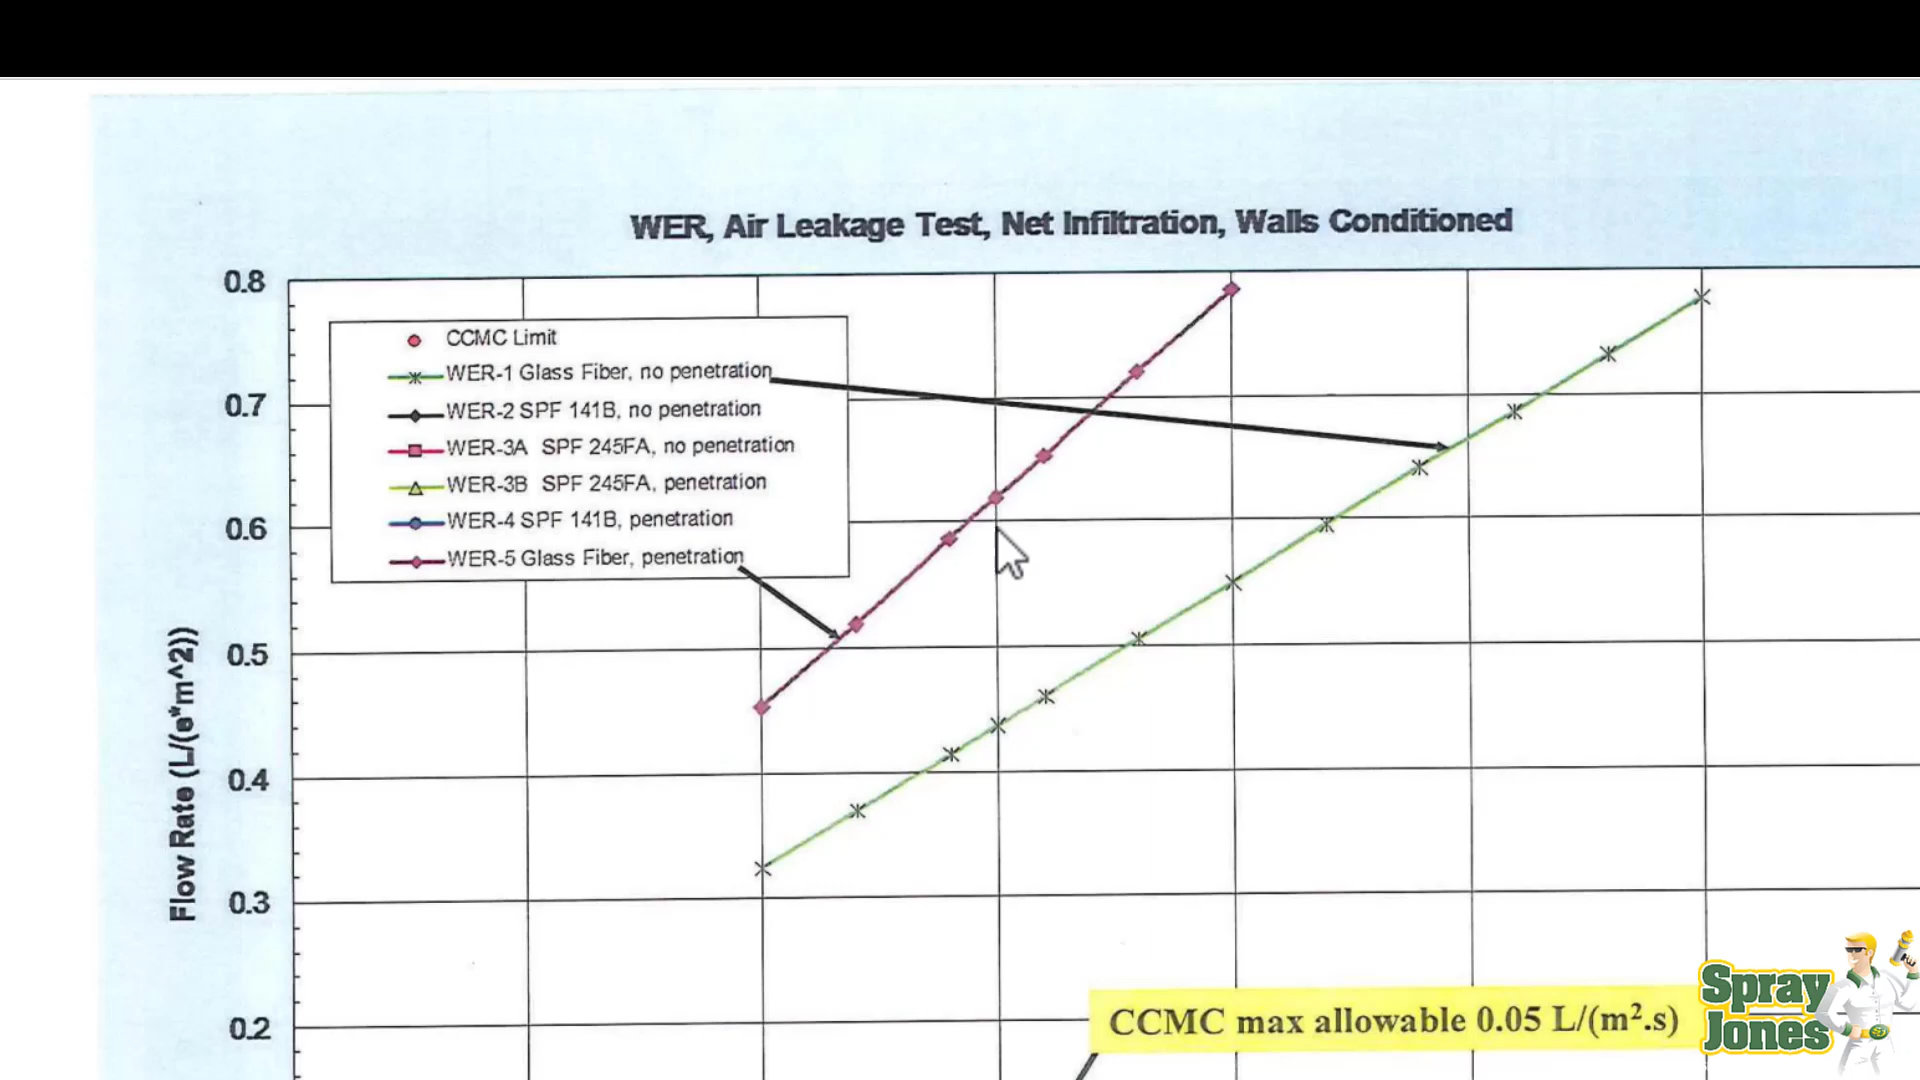 WER, Air Leakage Test, Net Infiltration, Walls Conditioned
0.8
CCMC Limit
WER-1 Glass Fiber, no penetration
0.7
WER-2 SPF 141B, no penetration
WER-3A SPF 245FA, no penetration
WER-3B SPF 245FA, penetration
0.6
WER-4 SPF 141B, penetration
WER-5 Glass Fiber, penetration
0.5
Flow Rate (L/(s*m^2))
0.4
0.3
0.2
CCMC max allowable 0.05 L/(m².s)
Spray
Jones